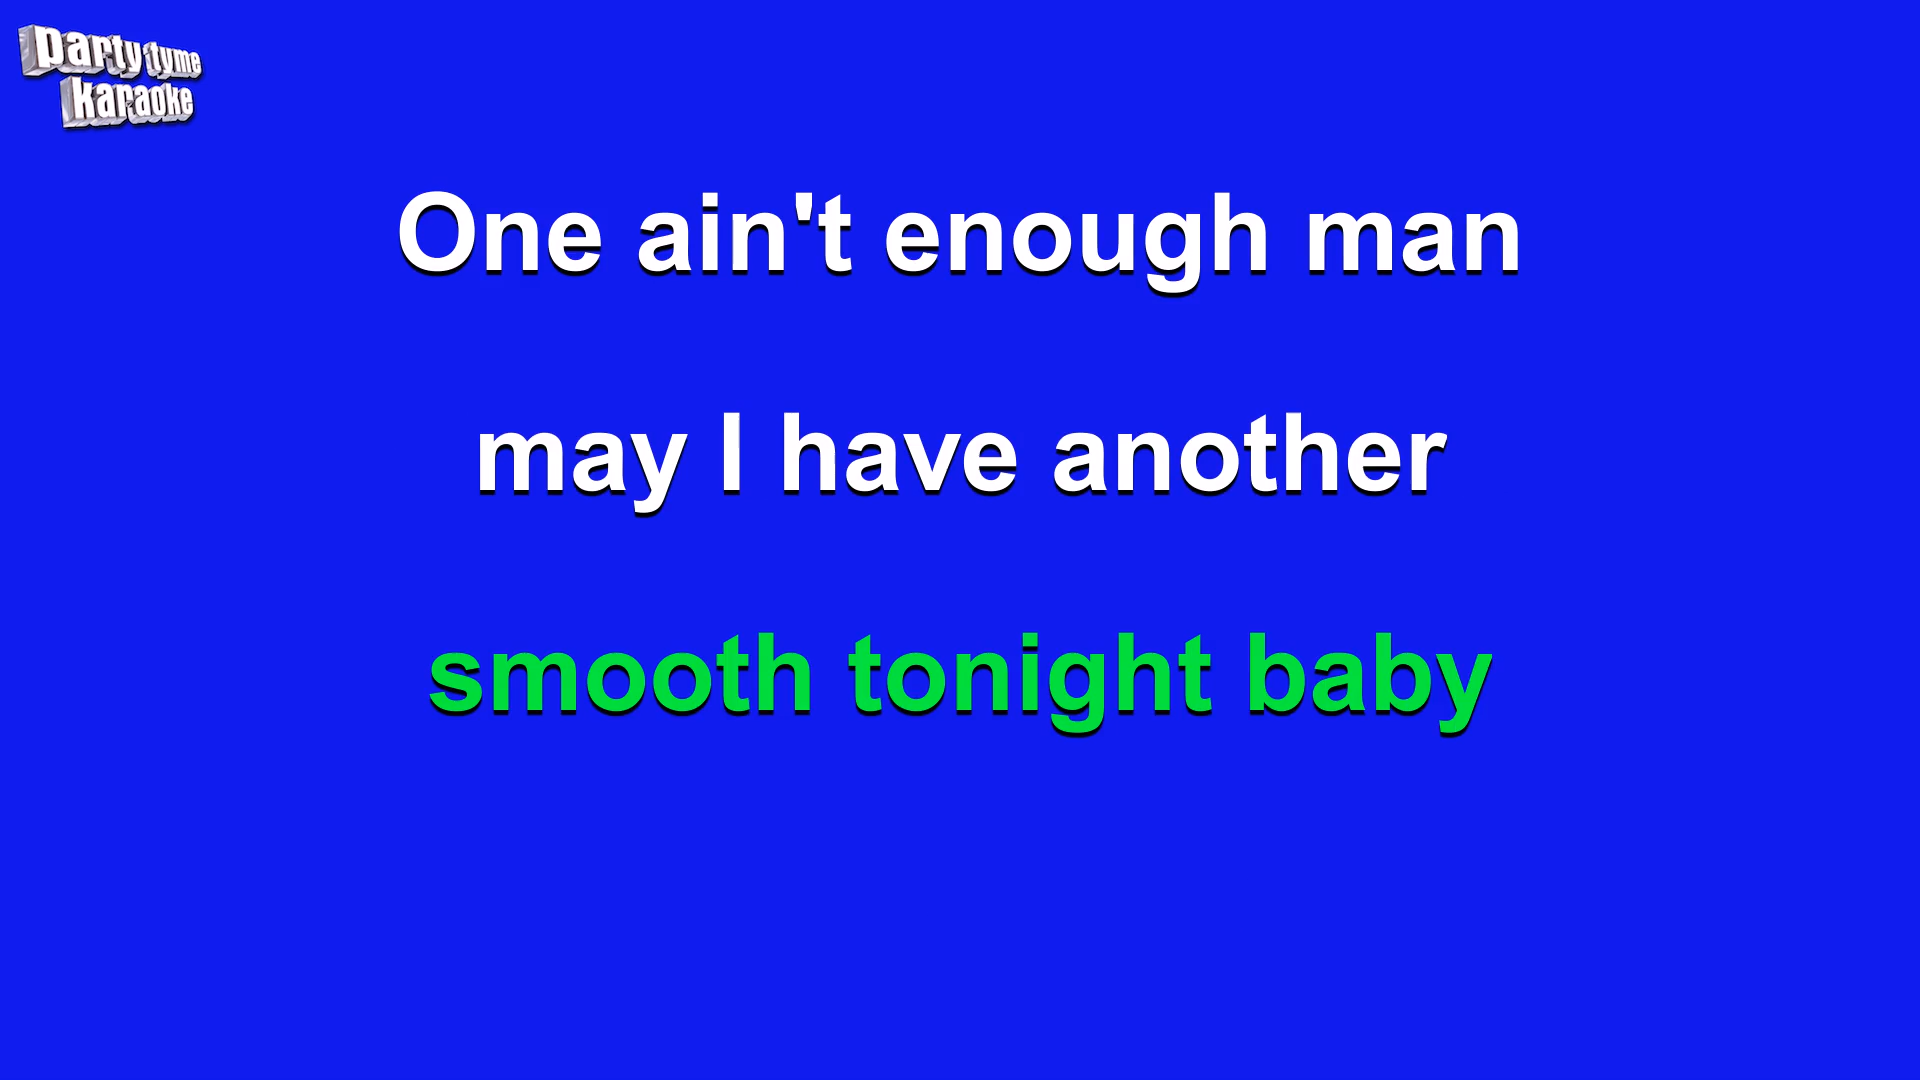 party tyme
karaoke
One ain't enough man
may I have another
smooth tonight baby